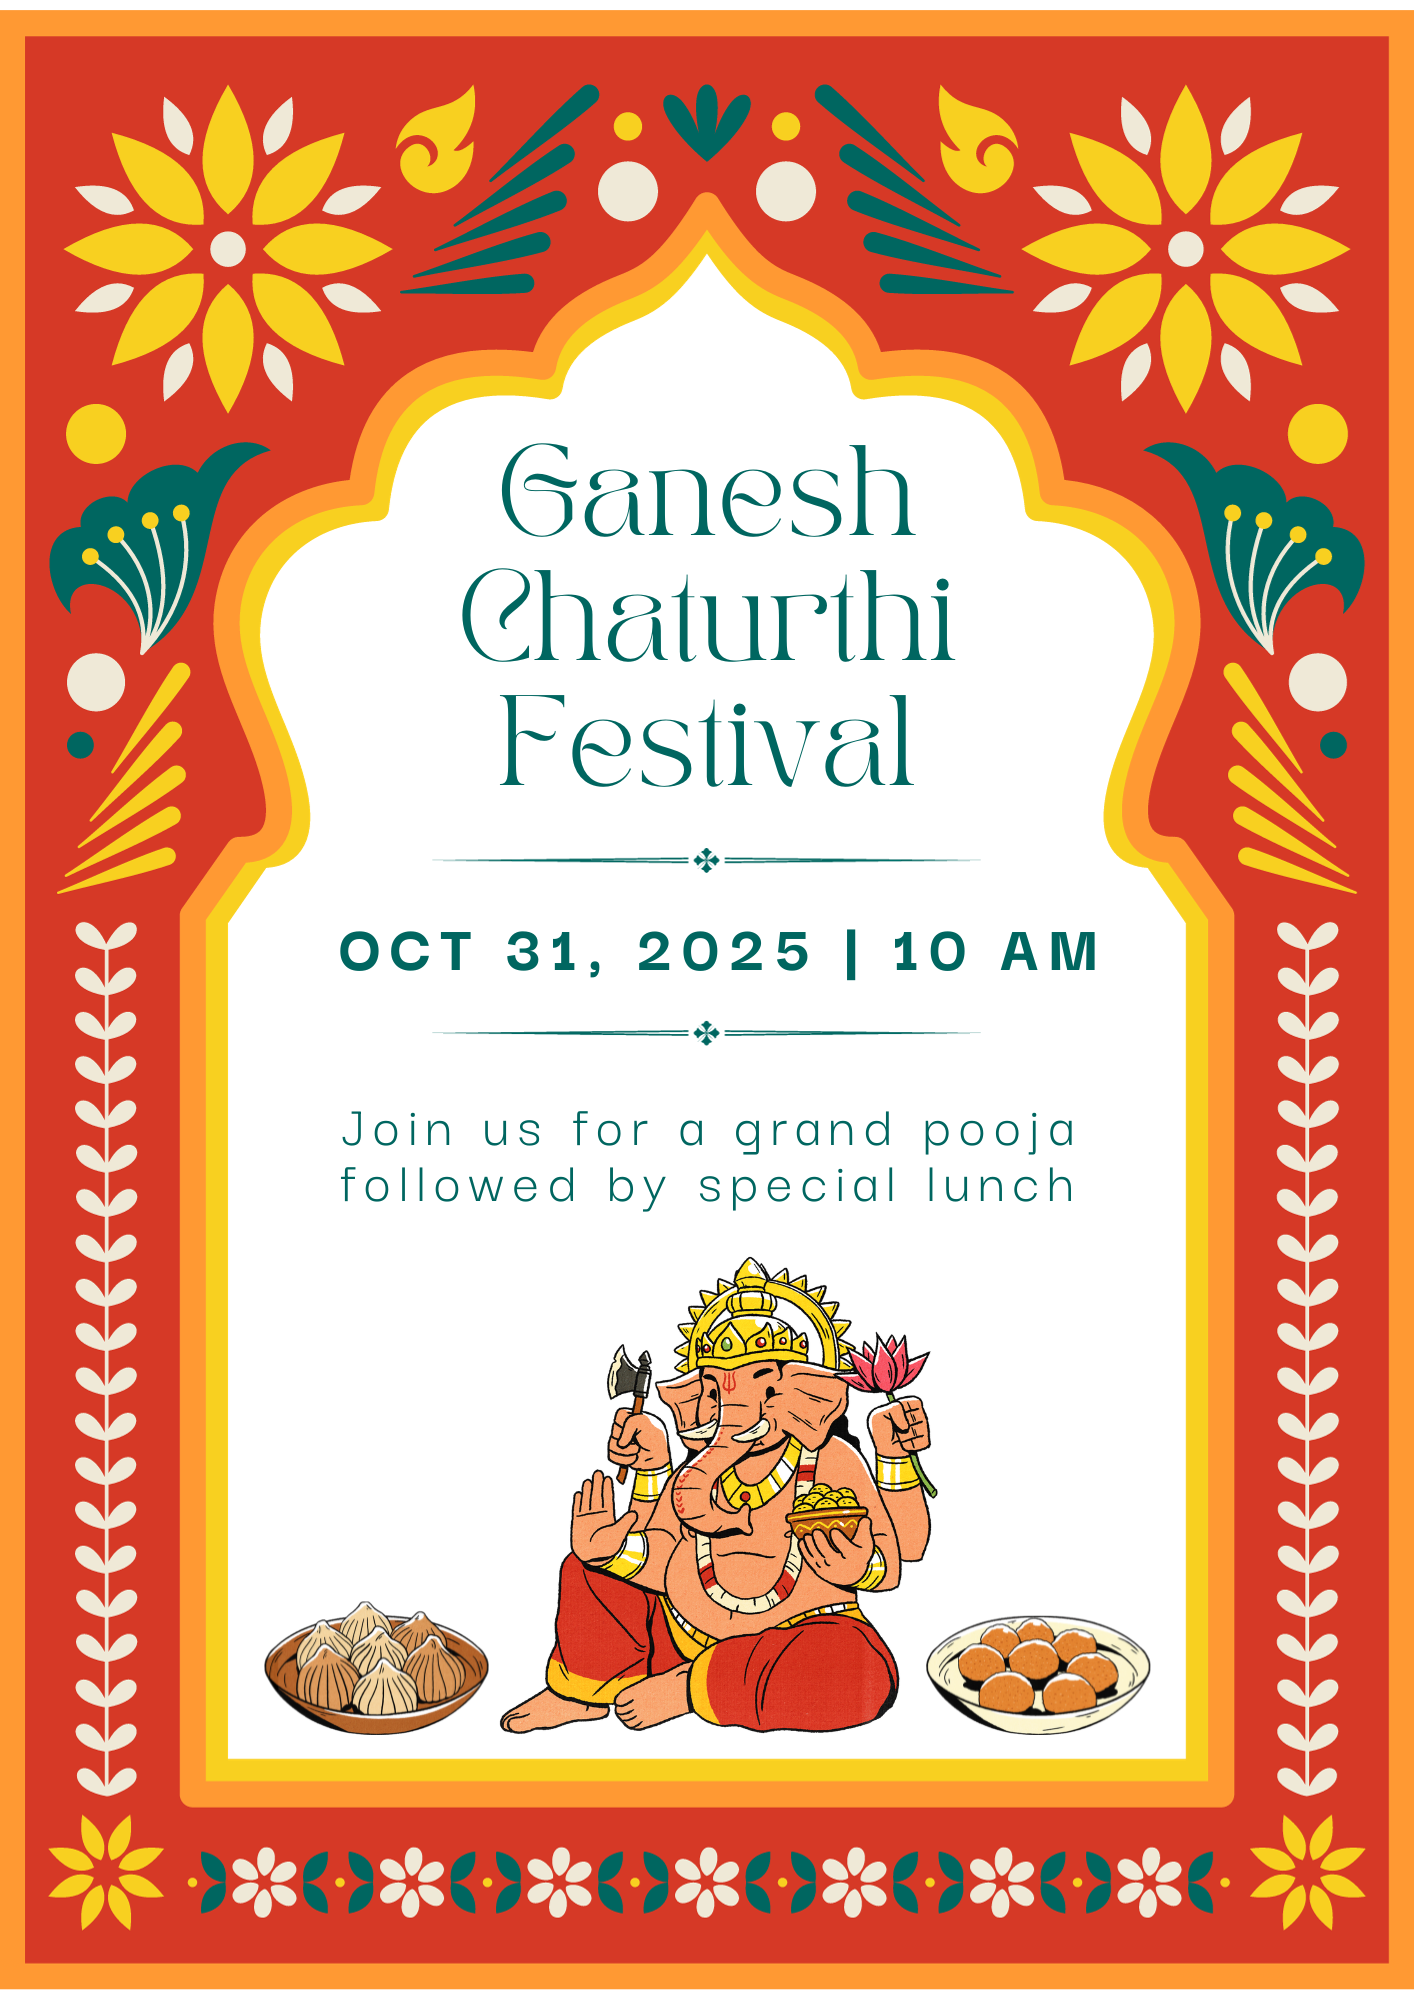 Ganesh
Chaturthi
Festival
OCT 31, 2025 | 10 AM
Join us for a grand pooja
followed by special lunch